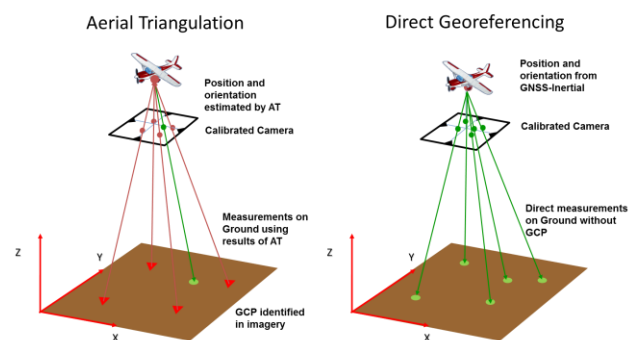 Aerial Triangulation
Position and
orientation
estimated by AT
Calibrated Camera
Measurements on
Ground using
results of AT
Z
Y
GCP identified
in imagery
X
Direct Georeferencing
Position and
orientation from
GNSS-Inertial
Calibrated Camera
Direct measurements
on Ground without
GCP
Z
Y
X